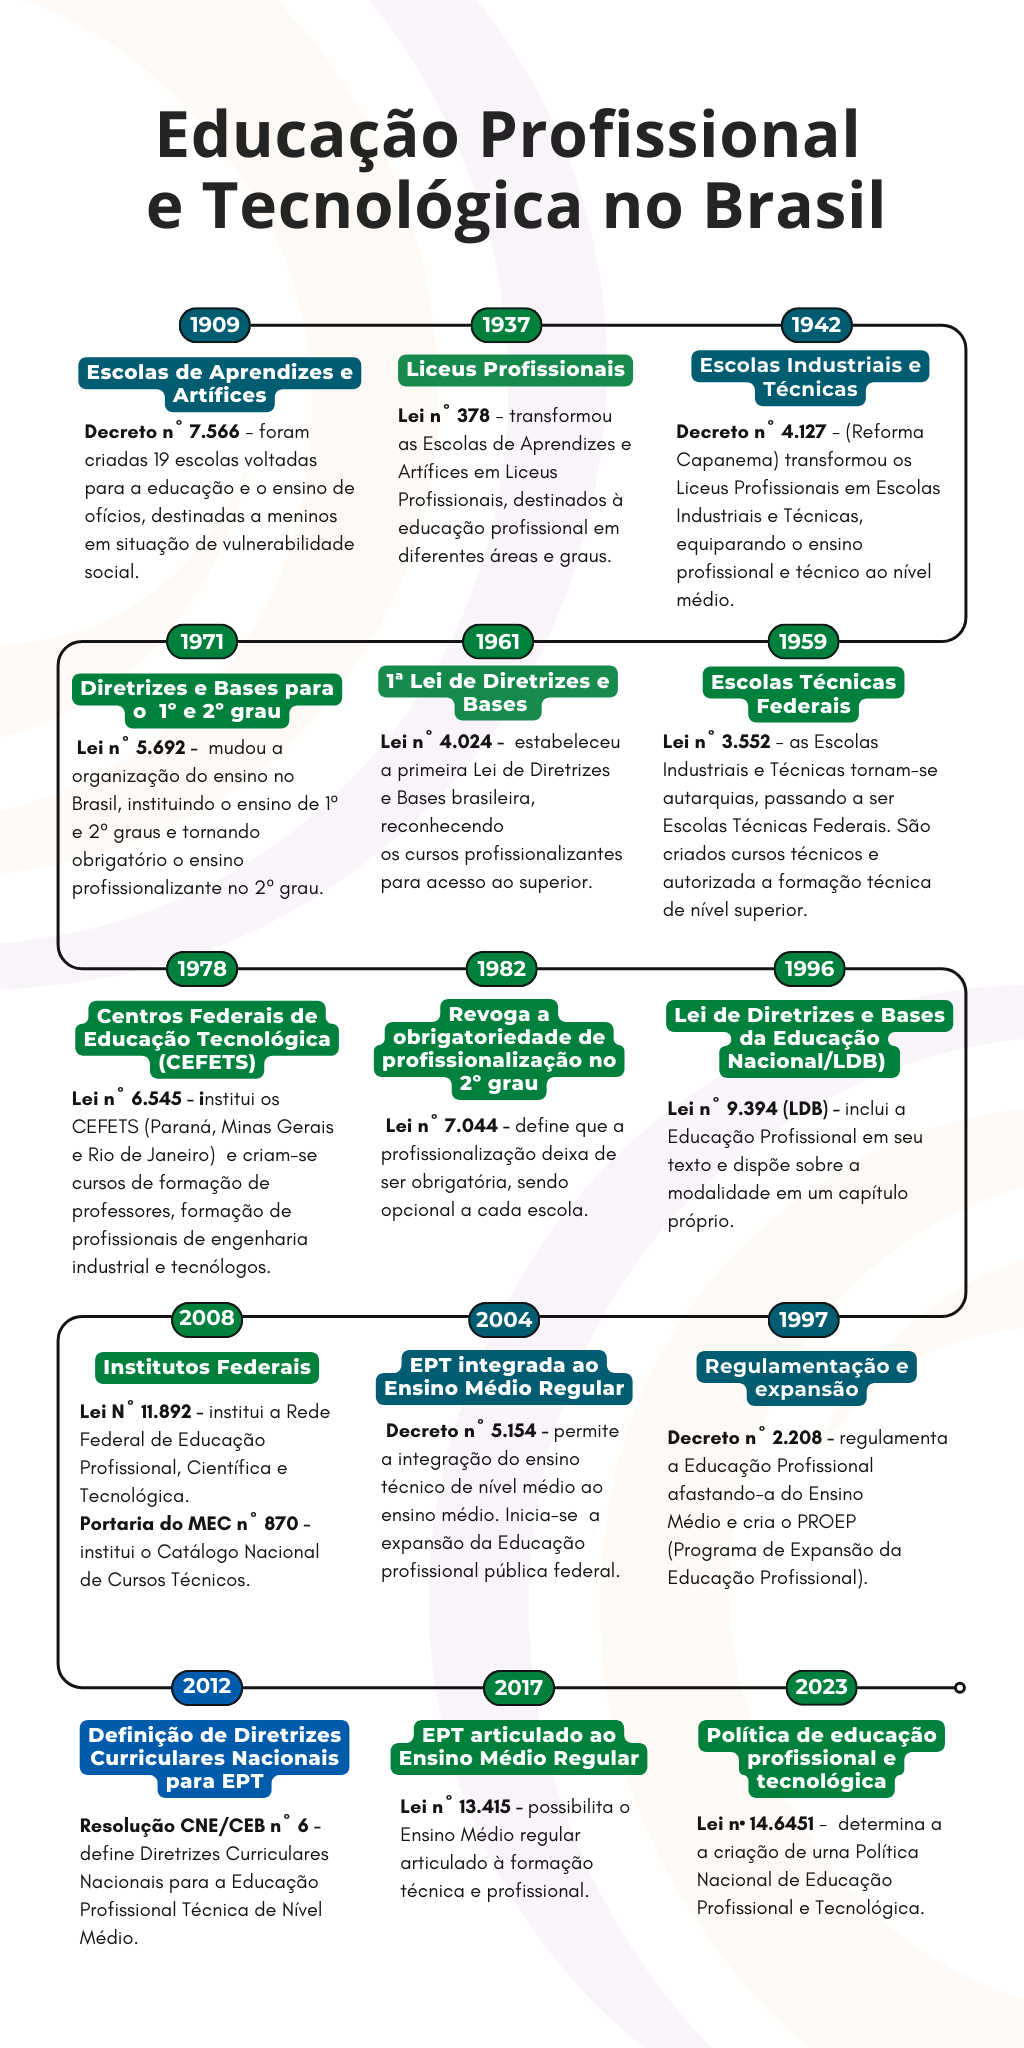 Educação Profissional
e Tecnológica no Brasil
1909
Escolas de Aprendizes e
Artífices
Decreto n° 7.566 - foram
criadas 19 escolas voltadas
para a educação e o ensino de
ofícios, destinadas a meninos
em situação de vulnerabilidade
social.
1937
Liceus Profissionais
Lei n° 378 - transformou
as Escolas de Aprendizes e
Artífices em Liceus
Profissionais, destinados à
educação profissional em
diferentes áreas e graus.
1942
Escolas Industriais e
Técnicas
Decreto n° 4.127 - (Reforma
Capanema) transformou os
Liceus Profissionais em Escolas
Industriais e Técnicas,
equiparando o ensino
profissional e técnico ao nível
médio.
1959
Escolas Técnicas
Federais
Lei n° 3.552 - as Escolas
Industriais e Técnicas tornam-se
autarquias, passando a ser
Escolas Técnicas Federais. São
criados cursos técnicos e
autorizada a formação técnica
de nível superior.
1961
1ª Lei de Diretrizes e
Bases
Lei n° 4.024 - estabeleceu
a primeira Lei de Diretrizes
e Bases brasileira,
reconhecendo
os cursos profissionalizantes
para acesso ao superior.
1971
Diretrizes e Bases para
o 1º e 2º grau
Lei n° 5.692 - mudou a
organização do ensino no
Brasil, instituindo o ensino de 1º
e 2º graus e tornando
obrigatório o ensino
profissionalizante no 2º grau.
1978
Centros Federais de
Educação Tecnológica
(CEFETS)
Lei n° 6.545 - institui os
CEFETS (Paraná, Minas Gerais
e Rio de Janeiro) e criam-se
cursos de formação de
professores, formação de
profissionais de engenharia
industrial e tecnólogos.
1982
Revoga a
obrigatoriedade de
profissionalização no
2º grau
Lei n° 7.044 - define que a
profissionalização deixa de
ser obrigatória, sendo
opcional a cada escola.
1996
Lei de Diretrizes e Bases
da Educação
Nacional/LDB)
Lei n° 9.394 (LDB) - inclui a
Educação Profissional em seu
texto e dispõe sobre a
modalidade em um capítulo
próprio.
1997
Regulamentação e
expansão
Decreto n° 2.208 - regulamenta
a Educação Profissional
afastando-a do Ensino
Médio e cria o PROEP
(Programa de Expansão da
Educação Profissional).
2004
EPT integrada ao
Ensino Médio Regular
Decreto n° 5.154 - permite
a integração do ensino
técnico de nível médio ao
ensino médio. Inicia-se a
expansão da Educação
profissional pública federal.
2008
Institutos Federais
Lei N° 11.892 - institui a Rede
Federal de Educação
Profissional, Científica e
Tecnológica.
Portaria do MEC n° 870 -
institui o Catálogo Nacional
de Cursos Técnicos.
2012
Definição de Diretrizes
Curriculares Nacionais
para EPT
Resolução CNE/CEB n° 6 -
define Diretrizes Curriculares
Nacionais para a Educação
Profissional Técnica de Nível
Médio.
2017
EPT articulado ao
Ensino Médio Regular
Lei n° 13.415 - possibilita o
Ensino Médio regular
articulado à formação
técnica e profissional.
2023
Política de educação
profissional e
tecnológica
Lei n• 14.6451 - determina a
a criação de urna Política
Nacional de Educação
Profissional e Tecnológica.